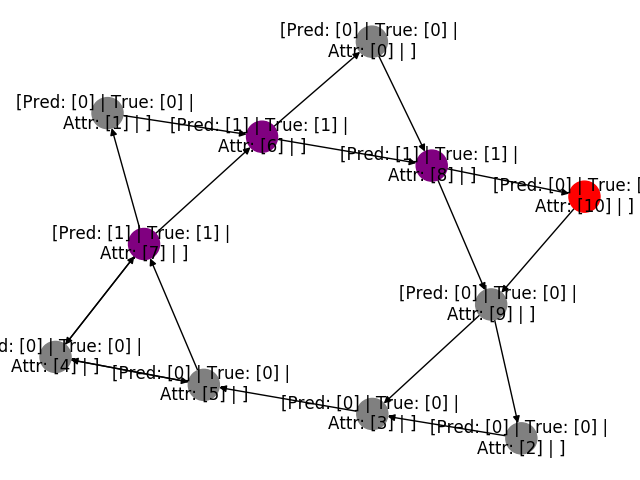 [Pred: [0] | True: [0] |
Attr: [0] | ]
[Pred: [0] | True: [0] |
Attr: [1] | ]
[Pred: [1] | True: [1] |
Attr: [6] | ]
[Pred: [1] | True: [1] |
Attr: [8] | ]
[Pred: [0] | True: [
Attr: [10] | ]
[Pred: [1] | True: [1] |
Attr: [7] | ]
[Pred: [0] | True: [0] |
Attr: [9] | ]
d: [0] | True: [0] |
Attr: [4] | ]
[Pred: [0] | True: [0] |
Attr: [5] | ]
[Pred: [0] | True: [0] |
Attr: [3] | ]
[Pred: [0] | True: [0] |
Attr: [2] | ]